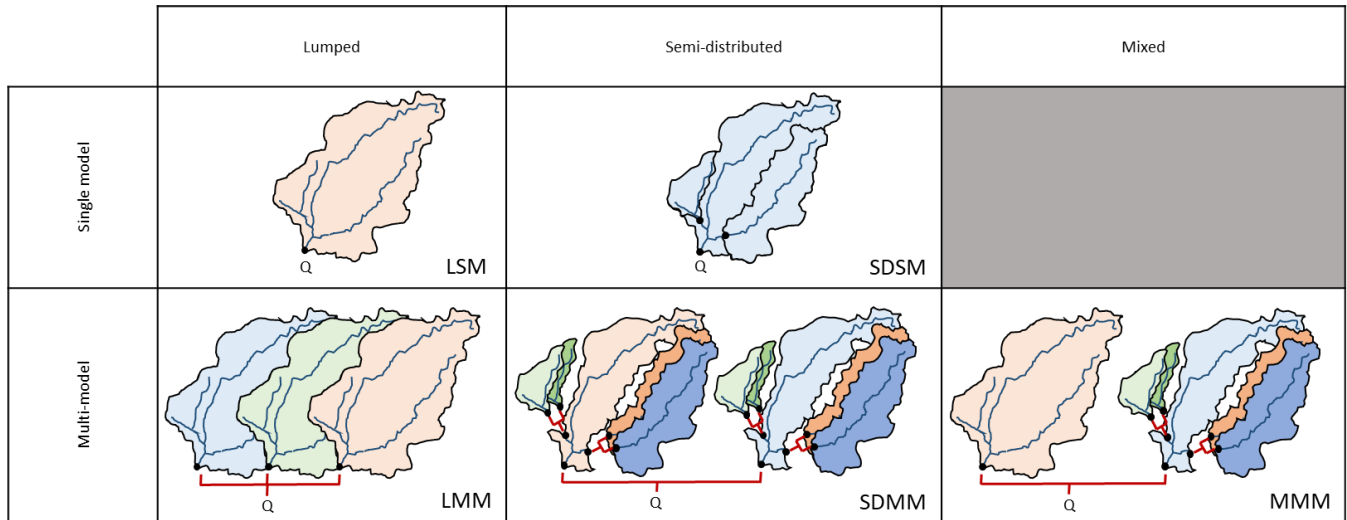 Lumped
Semi-distributed
Mixed
Single model
Q
LSM
Q
SDSM
Multi-model
Q
LMM
Q
SDMM
Q
MMM